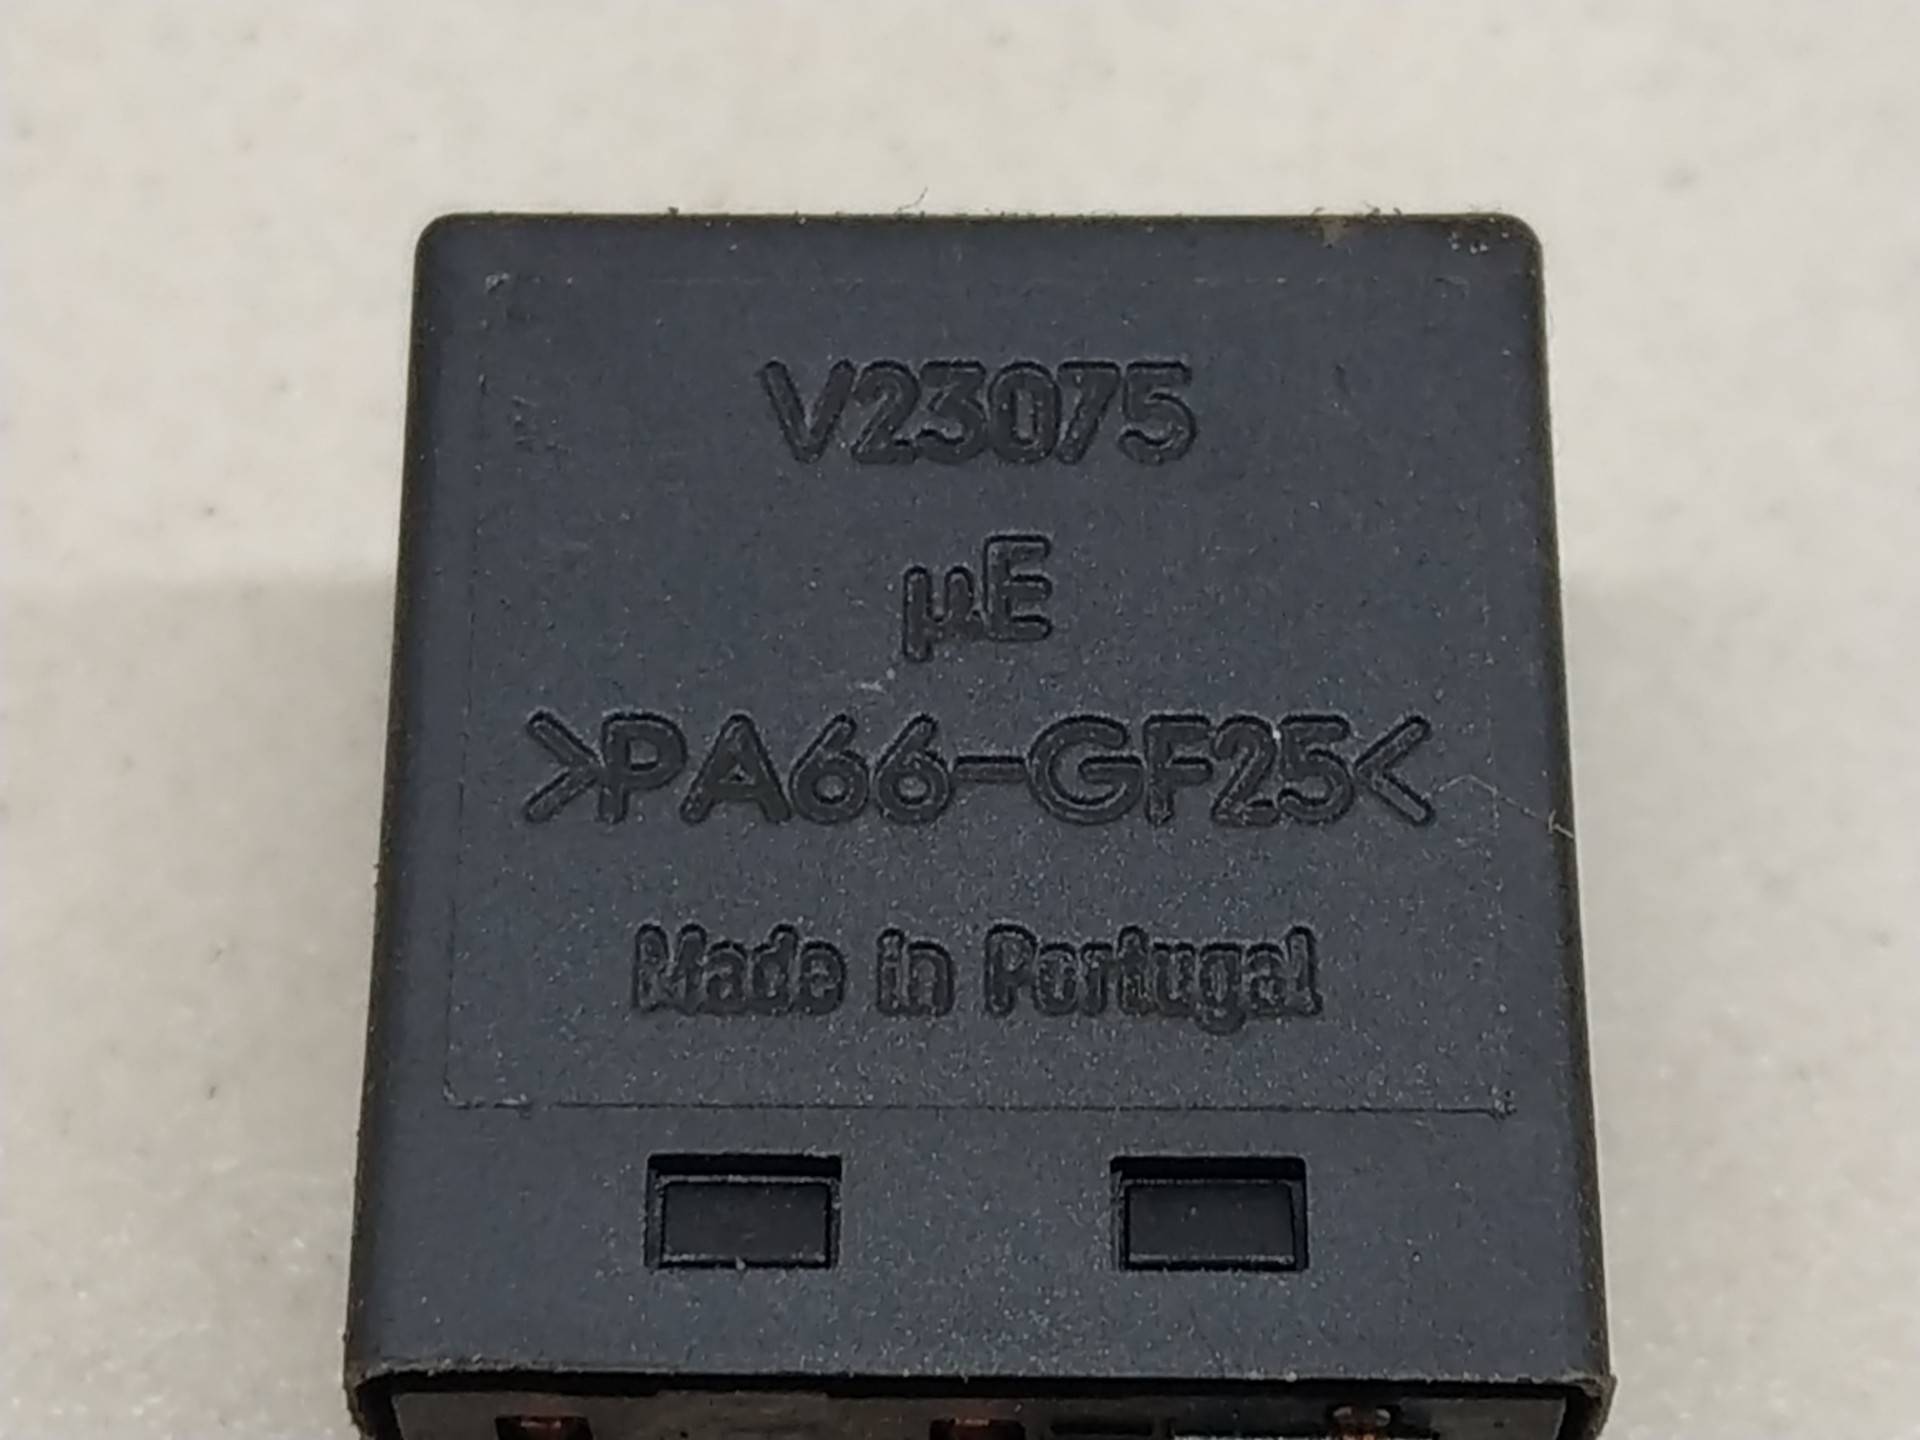 V23075
µE
>PA66-GF25<
Made in Portugal